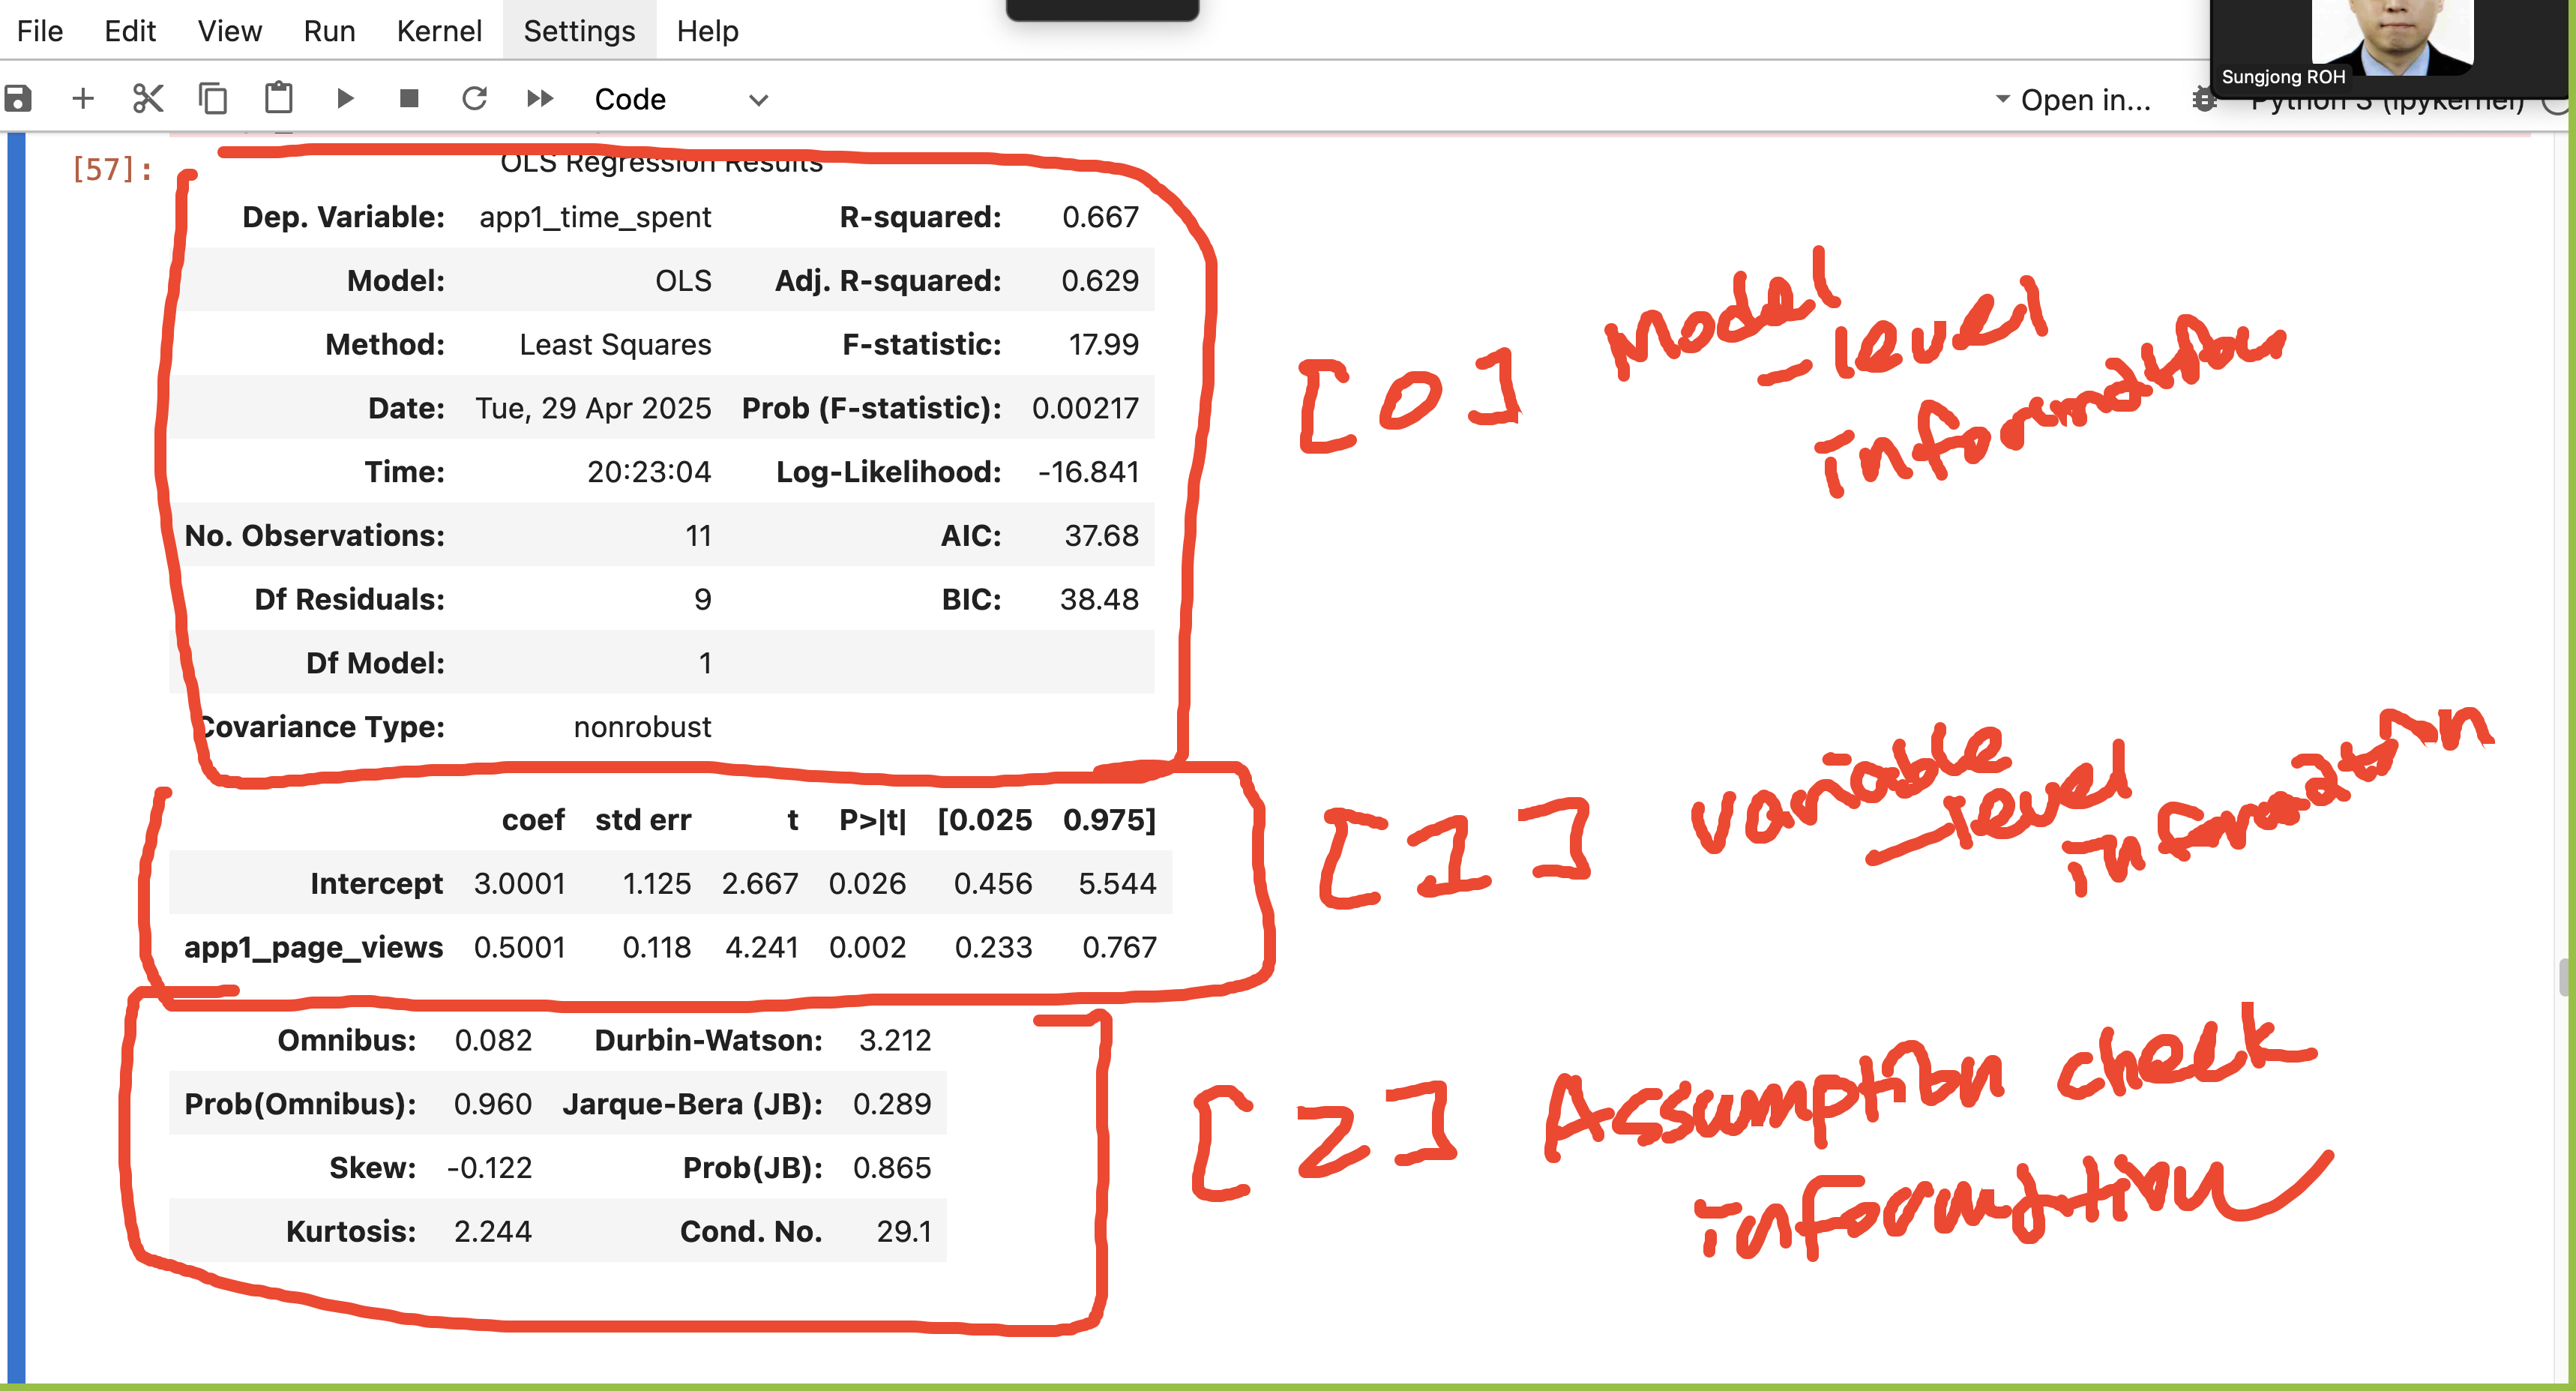 File Edit View Run Kernel Settings Help
Sungjong ROH
Code Open in... Python 3 (ipykernel)
[57]:
OLS Regression Results
Dep. Variable: app1_time_spent R-squared: 0.667
Model: OLS Adj. R-squared: 0.629
Method: Least Squares F-statistic: 17.99
Date: Tue, 29 Apr 2025 Prob (F-statistic): 0.00217
Time: 20:23:04 Log-Likelihood: -16.841
No. Observations: 11 AIC: 37.68
Df Residuals: 9 BIC: 38.48
Df Model: 1
Covariance Type: nonrobust
[0] Model
-level
information
coef std err t P>|t| [0.025 0.975]
Intercept 3.0001 1.125 2.667 0.026 0.456 5.544
app1_page_views 0.5001 0.118 4.241 0.002 0.233 0.767
[1] variable
-level
information
Omnibus: 0.082 Durbin-Watson: 3.212
Prob(Omnibus): 0.960 Jarque-Bera (JB): 0.289
Skew: -0.122 Prob(JB): 0.865
Kurtosis: 2.244 Cond. No. 29.1
[2] Assumption check
information